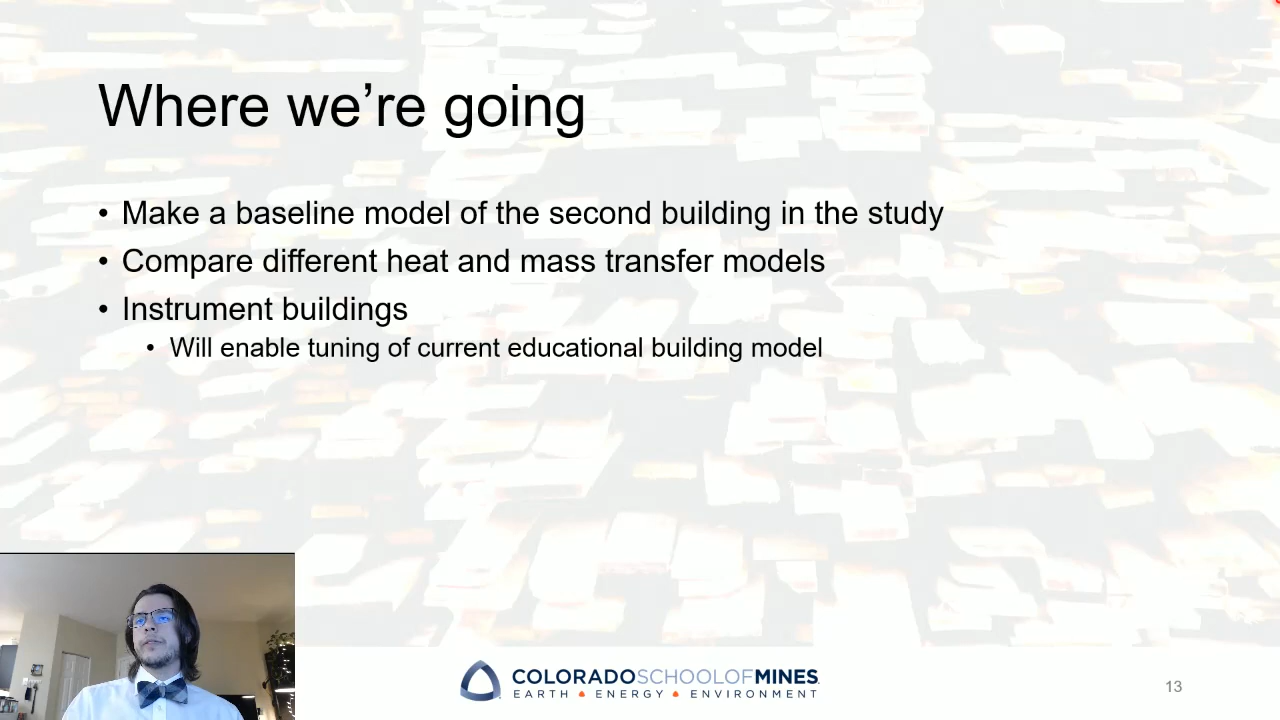 Where we’re going
• Make a baseline model of the second building in the study
• Compare different heat and mass transfer models
• Instrument buildings
• Will enable tuning of current educational building model
COLORADOSCHOOLOFMINES
EARTH • ENERGY • ENVIRONMENT
13